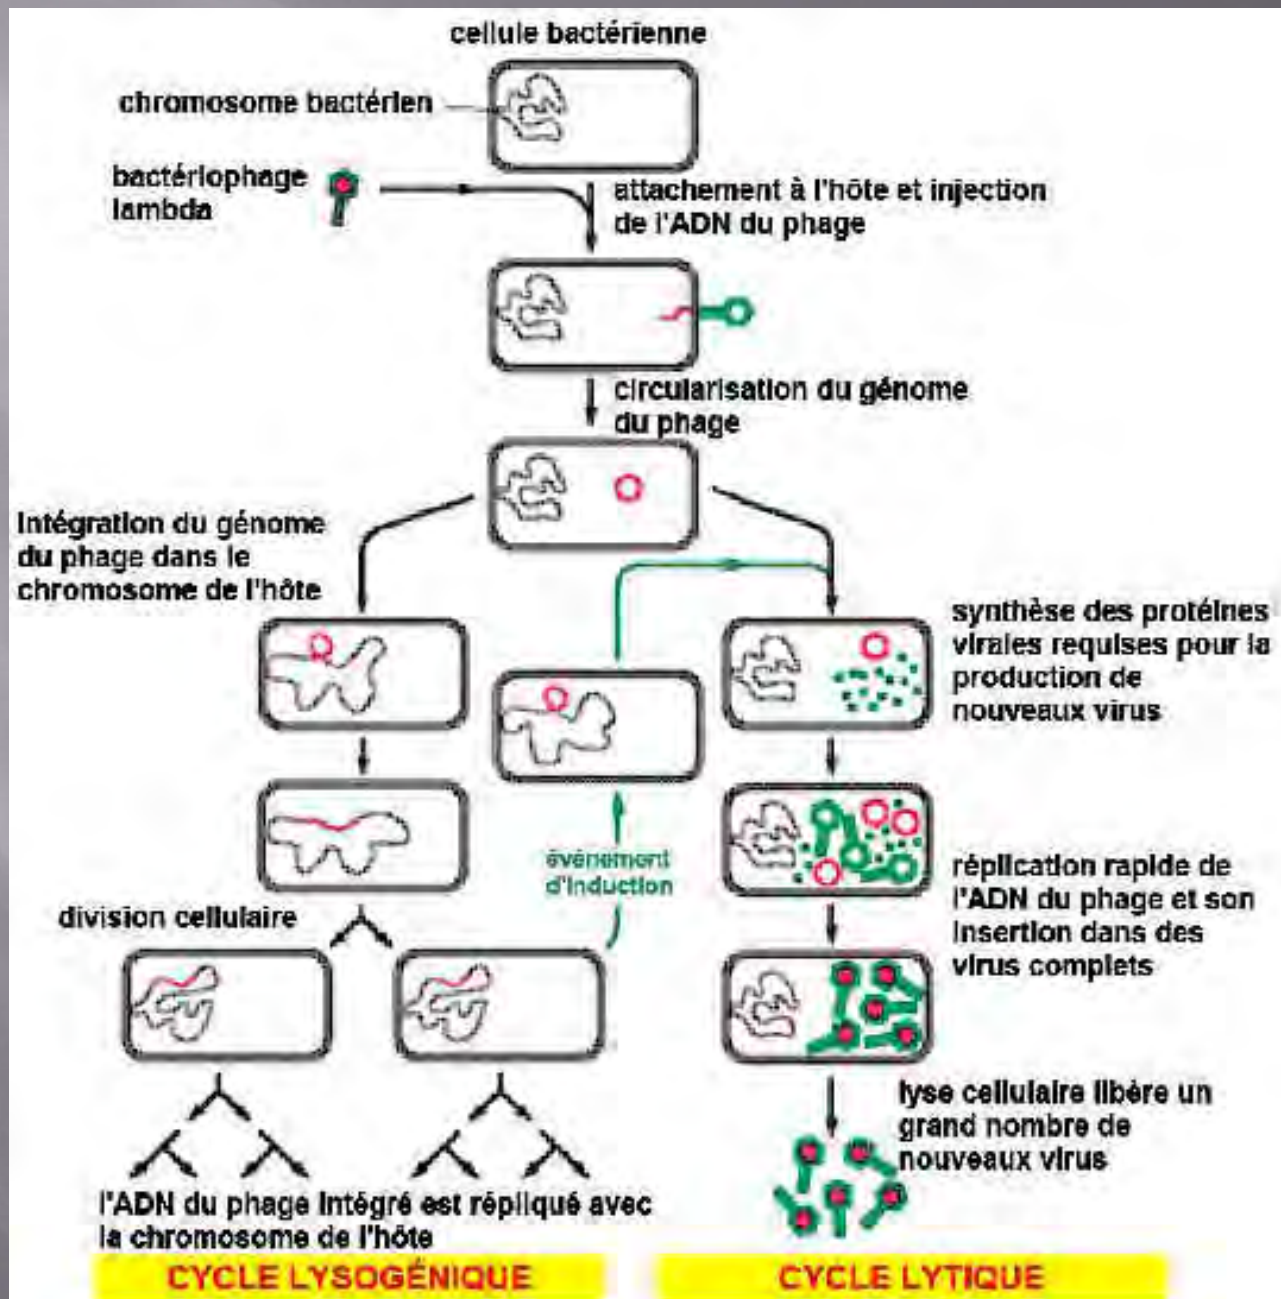 cellule bactérienne
chromosome bactérien
bactériophage
lambda
attachement à l'hôte et injection
de l'ADN du phage
circularisation du génome
du phage
Intégration du génome
du phage dans le
chromosome de l'hôte
synthèse des protéines
virales requises pour la
production de
nouveaux virus
événement
d'induction
réplication rapide de
l'ADN du phage et son
insertion dans des
virus complets
division cellulaire
lyse cellulaire libère un
grand nombre de
nouveaux virus
l'ADN du phage intégré est répliqué avec
la chromosome de l'hôte
CYCLE LYSOGÉNIQUE
CYCLE LYTIQUE